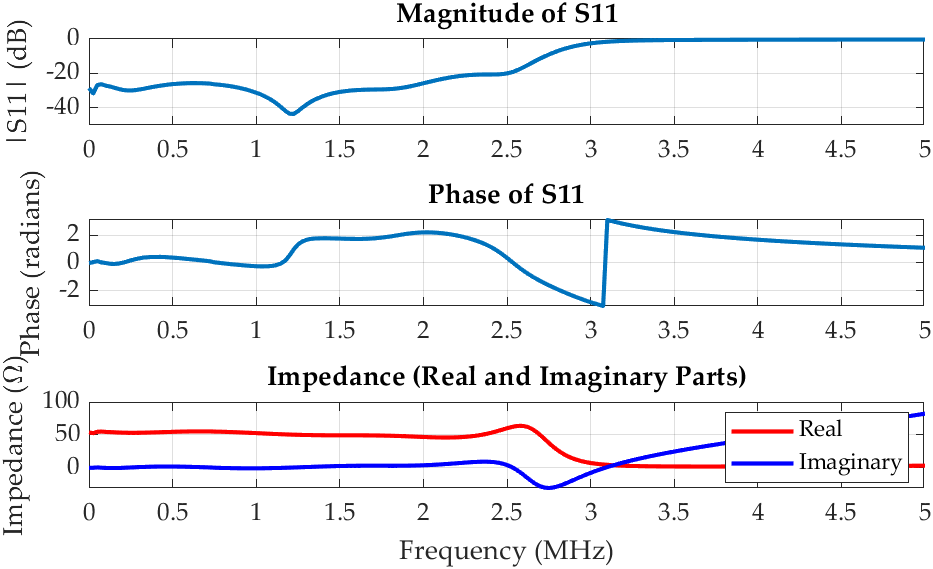 Magnitude of S11
|S11| (dB)
0
-20
-40
0 0.5 1 1.5 2 2.5 3 3.5 4 4.5 5
Phase of S11
Phase (radians)
2
0
-2
0 0.5 1 1.5 2 2.5 3 3.5 4 4.5 5
Impedance (Real and Imaginary Parts)
Impedance (Ω)
100
50
0
Real
Imaginary
0 0.5 1 1.5 2 2.5 3 3.5 4 4.5 5
Frequency (MHz)